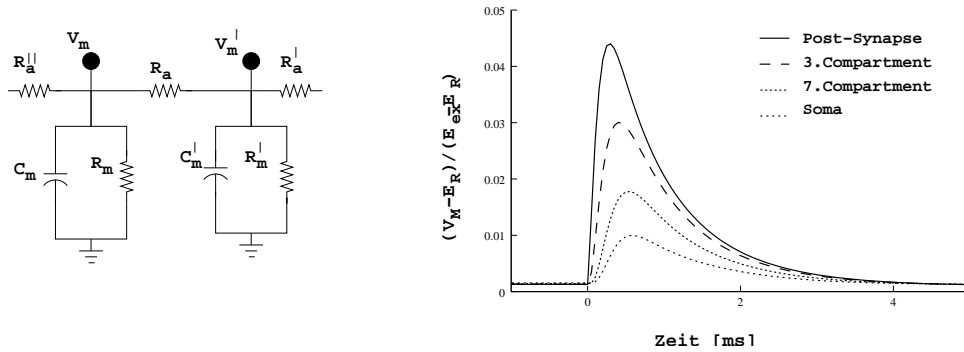 V_m
V_m^|
R_a^||
R_a
R_a^|
C_m
R_m
C_m^|
R_m^|
(V_M-E_R)/(E_ex-E_R)
0.05
0.04
0.03
0.02
0.01
0
0
2
4
Post-Synapse
3.Compartment
7.Compartment
Soma
Zeit [ms]